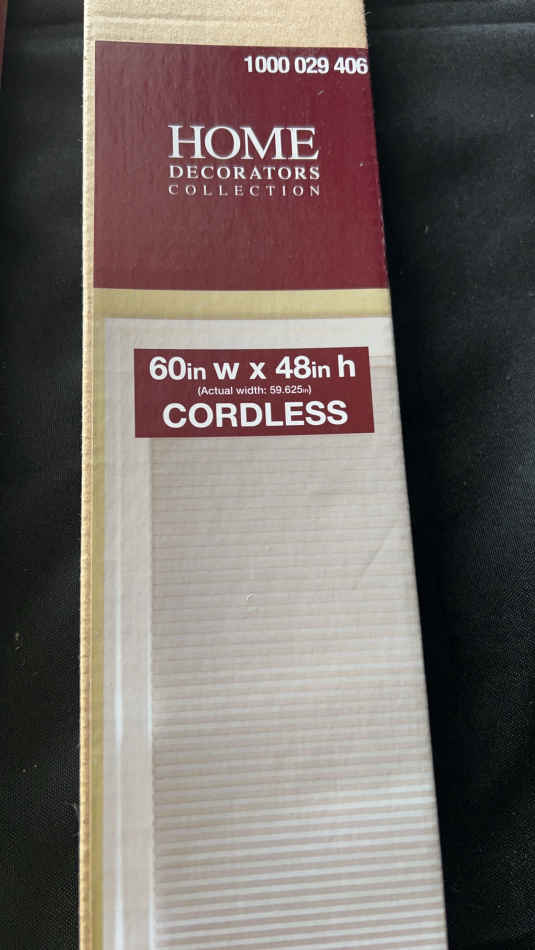 1000 029 406
HOME
DECORATORS
COLLECTION
60in w x 48in h
(Actual width: 59.625in)
CORDLESS